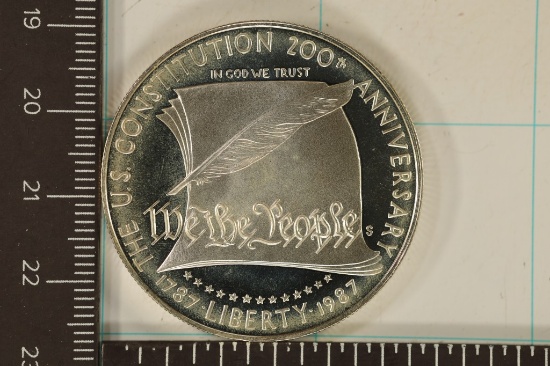 THE U.S. CONSTITUTION 200th ANNIVERSARY
IN GOD WE TRUST
We the People
S
1787 LIBERTY 1987
19
20
21
22
23